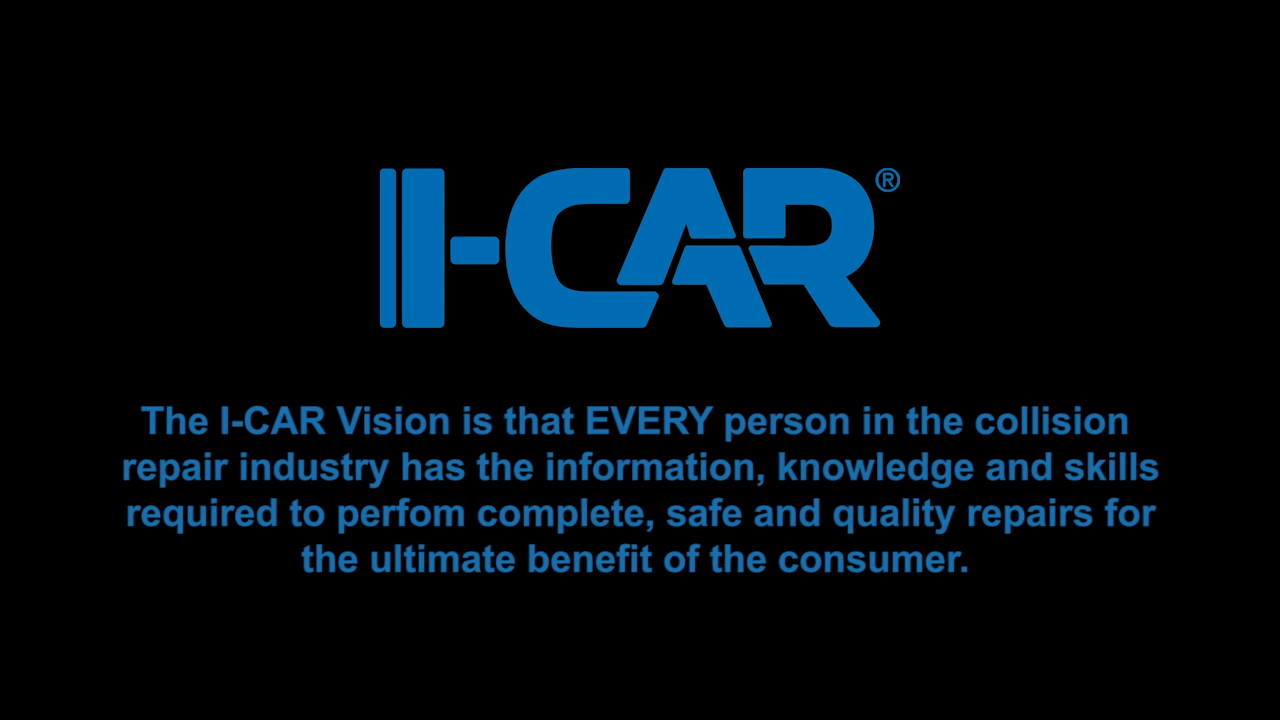 I-CAR®
The I-CAR Vision is that EVERY person in the collision
repair industry has the information, knowledge and skills
required to perfom complete, safe and quality repairs for
the ultimate benefit of the consumer.